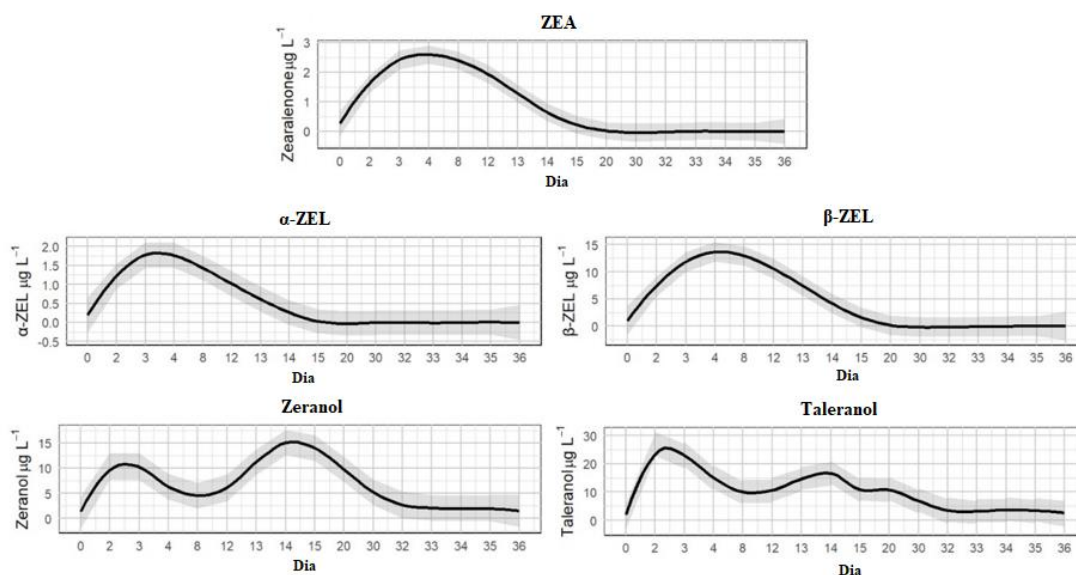 ZEA
Zearalenone µg L⁻¹
3
2
1
0
0 2 3 4 8 12 13 14 15 20 30 32 33 34 35 36
Dia
α-ZEL
α-ZEL µg L⁻¹
2.0
1.5
1.0
0.5
0.0
-0.5
0 2 3 4 8 12 13 14 15 20 30 32 33 34 35 36
Dia
β-ZEL
β-ZEL µg L⁻¹
15
10
5
0
0 2 3 4 8 12 13 14 15 20 30 32 33 34 35 36
Dia
Zeranol
Zeranol µg L⁻¹
15
10
5
0
0 2 3 4 8 12 13 14 15 20 30 32 33 34 35 36
Dia
Taleranol
Taleranol µg L⁻¹
30
20
10
0
0 2 3 4 8 12 13 14 15 20 30 32 33 34 35 36
Dia